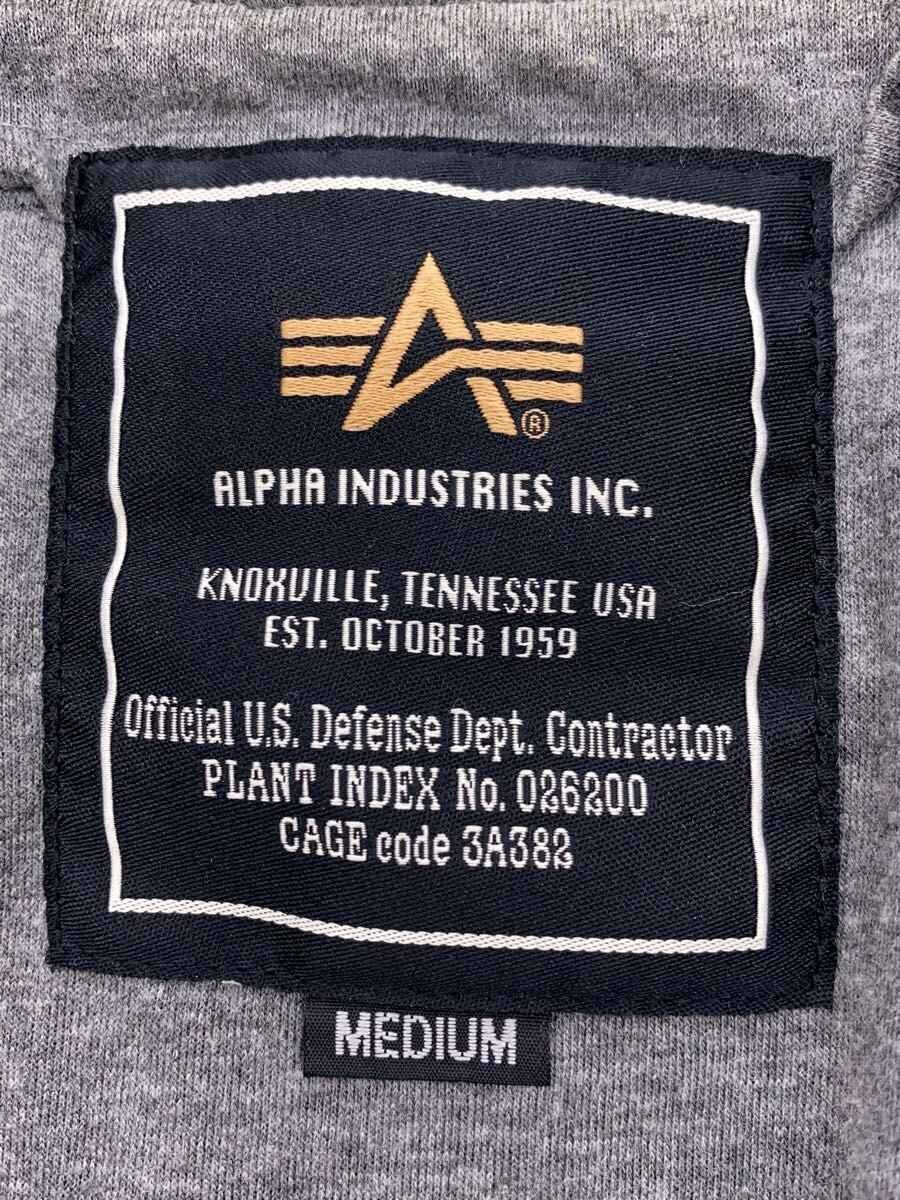 ®
ALPHA INDUSTRIES INC.
KNOXVILLE, TENNESSEE USA
EST. OCTOBER 1959
Official U.S. Defense Dept. Contractor
PLANT INDEX No. 026200
CAGE code 3A382
MEDIUM